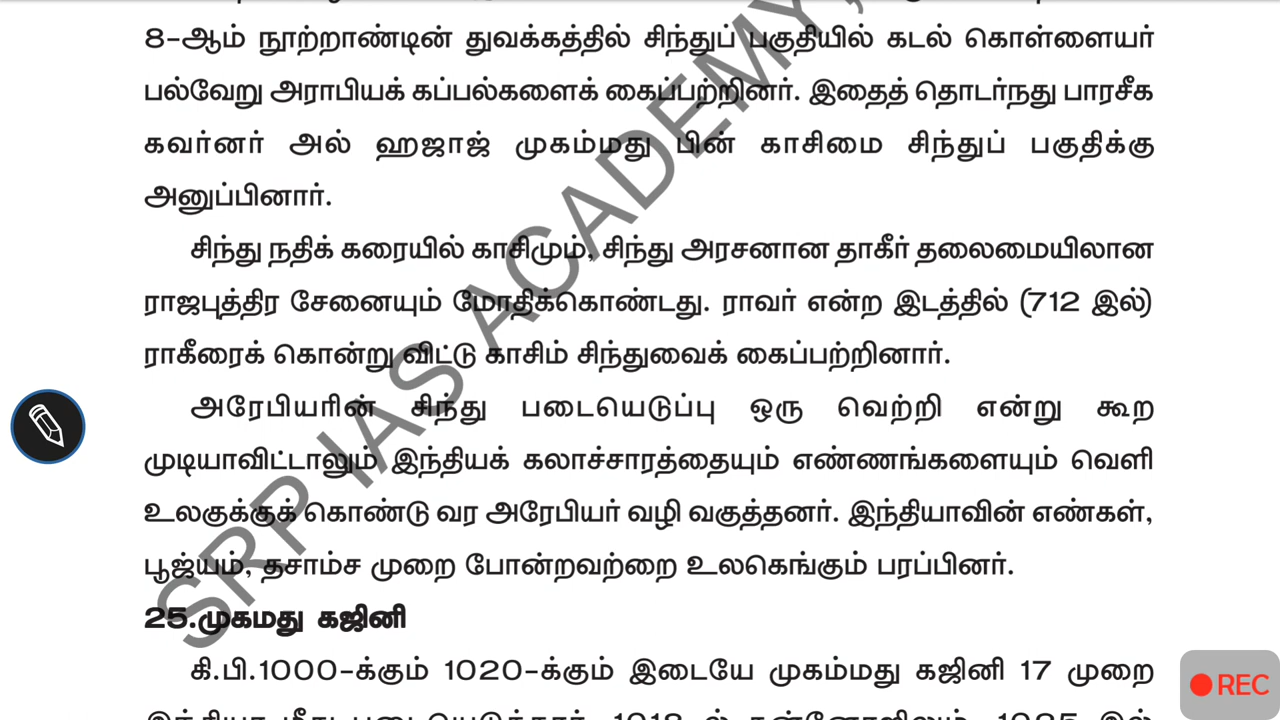 8-ஆம் நூற்றாண்டின் துவக்கத்தில் சிந்துப் பகுதியில் கடல் கொள்ளையர்
பல்வேறு அராபியக் கப்பல்களைக் கைப்பற்றினர். இதைத் தொடர்நது பாரசீக
கவர்னர் அல் ஹஜாஜ் முகம்மது பின் காசிமை சிந்துப் பகுதிக்கு
அனுப்பினார்.
சிந்து நதிக் கரையில் காசிமும், சிந்து அரசனான தாகீர் தலைமையிலான
ராஜபுத்திர சேனையும் மோதிக்கொண்டது. ராவர் என்ற இடத்தில் (712 இல்)
ராகீரைக் கொன்று விட்டு காசிம் சிந்துவைக் கைப்பற்றினார்.
அரேபியரின் சிந்து படையெடுப்பு ஒரு வெற்றி என்று கூற
முடியாவிட்டாலும் இந்தியக் கலாச்சாரத்தையும் எண்ணங்களையும் வெளி
உலகுக்குக் கொண்டு வர அரேபியர் வழி வகுத்தனர். இந்தியாவின் எண்கள்,
பூஜ்யம், தசாம்ச முறை போன்றவற்றை உலகெங்கும் பரப்பினர்.
25.முகமது கஜினி
கி.பி.1000-க்கும் 1020-க்கும் இடையே முகம்மது கஜினி 17 முறை
SRP IAS ACADEMY,
REC